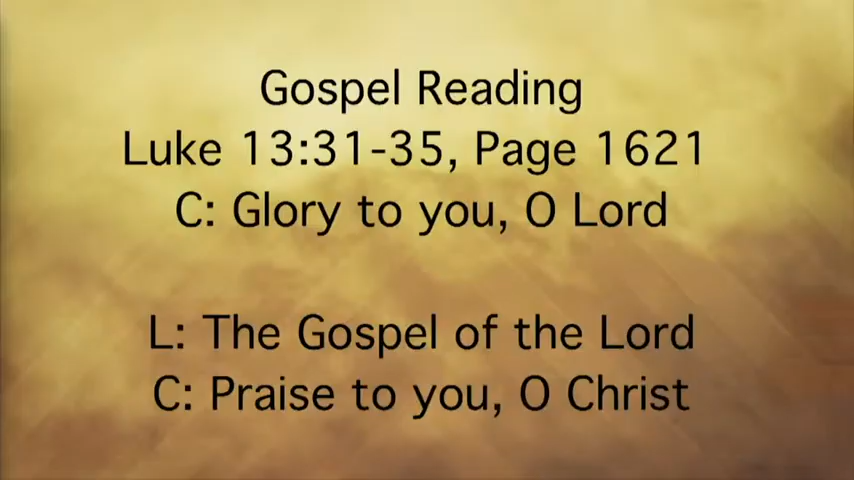 Gospel Reading
Luke 13:31-35, Page 1621
C: Glory to you, O Lord
L: The Gospel of the Lord
C: Praise to you, O Christ